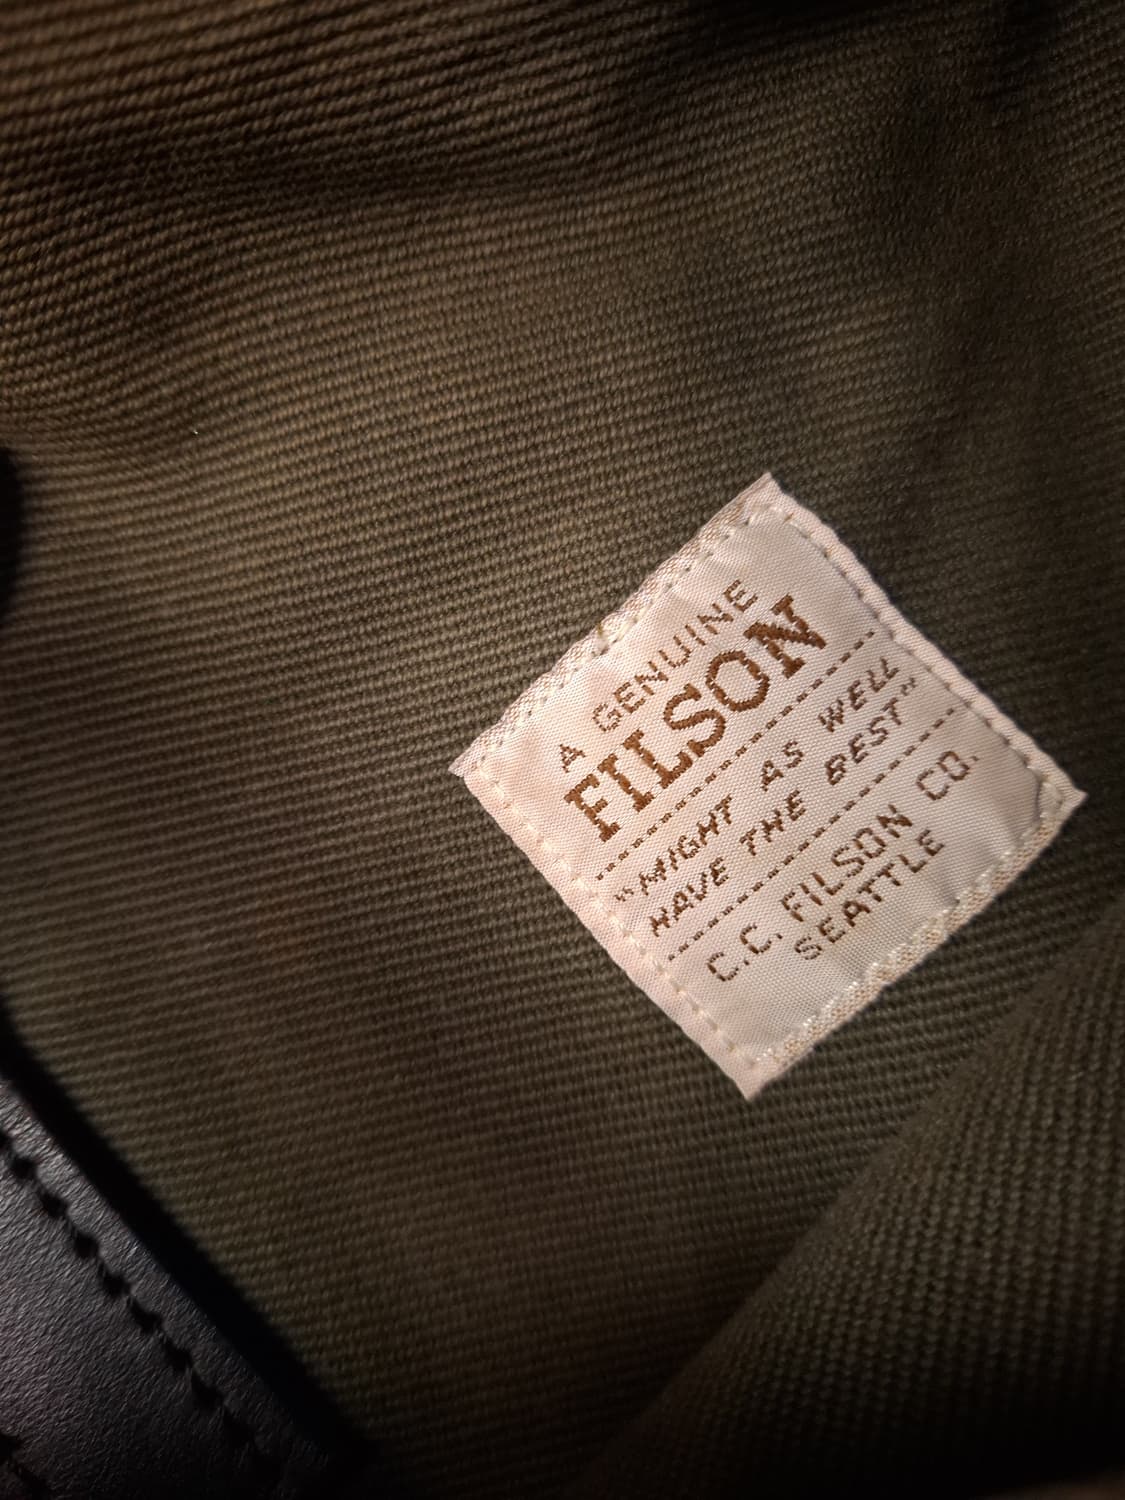 A GENUINE
FILSON
"MIGHT AS WELL
HAVE THE BEST"
C.C. FILSON CO.
SEATTLE